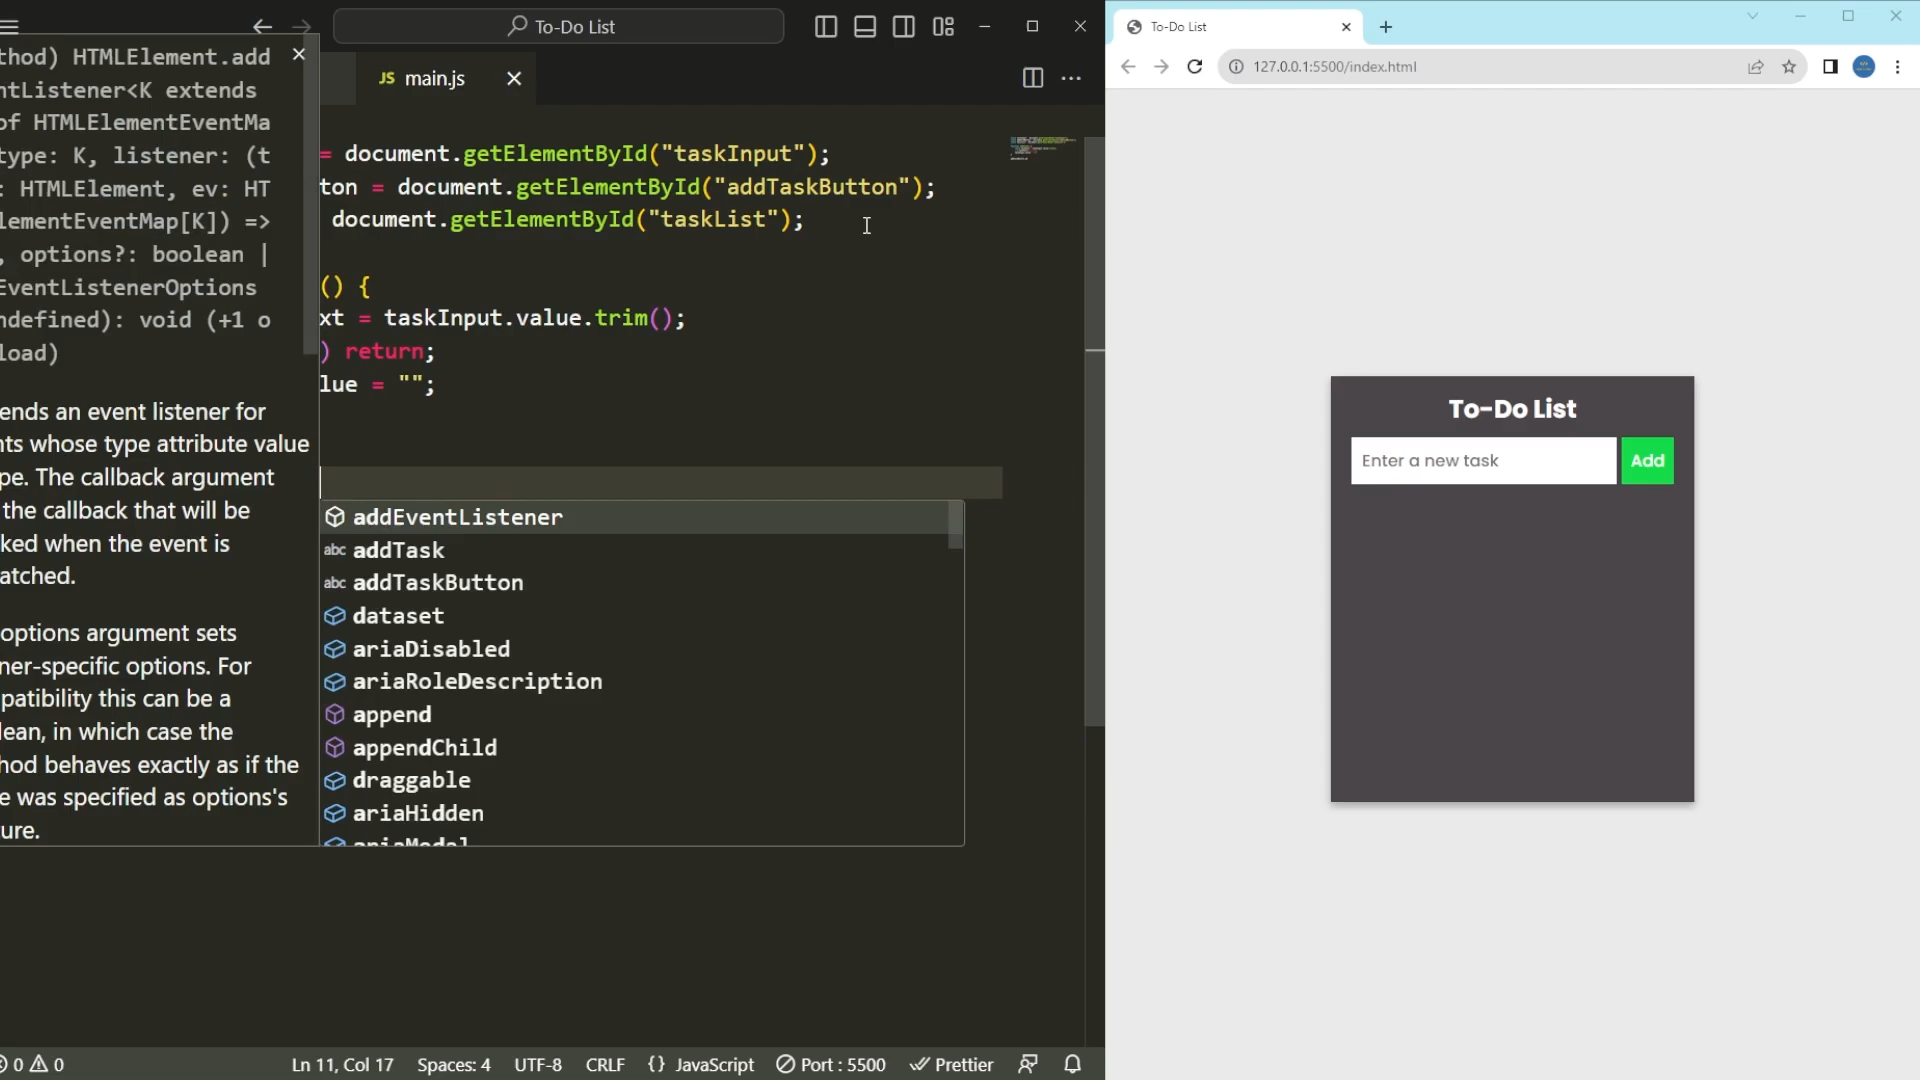 To-Do List
JS main.js
thod) HTMLElement.add
ntListener<K extends
of HTMLElementEventMa
type: K, listener: (t
: HTMLElement, ev: HT
lementEventMap[K]) =>
, options?: boolean |
EventListenerOptions
ndefined): void (+1 o
load)
ends an event listener for
nts whose type attribute value
pe. The callback argument
the callback that will be
ked when the event is
atched.
options argument sets
ner-specific options. For
patibility this can be a
lean, in which case the
hod behaves exactly as if the
e was specified as options's
ure.
= document.getElementById("taskInput");
ton = document.getElementById("addTaskButton");
document.getElementById("taskList");
() {
xt = taskInput.value.trim();
) return;
lue = "";
addEventListener
abc addTask
abc addTaskButton
dataset
ariaDisabled
ariaRoleDescription
append
appendChild
draggable
ariaHidden
ariaModal
0 0 Ln 11, Col 17 Spaces: 4 UTF-8 CRLF {} JavaScript Port : 5500 Prettier
To-Do List
127.0.0.1:5500/index.html
To-Do List
Enter a new task Add